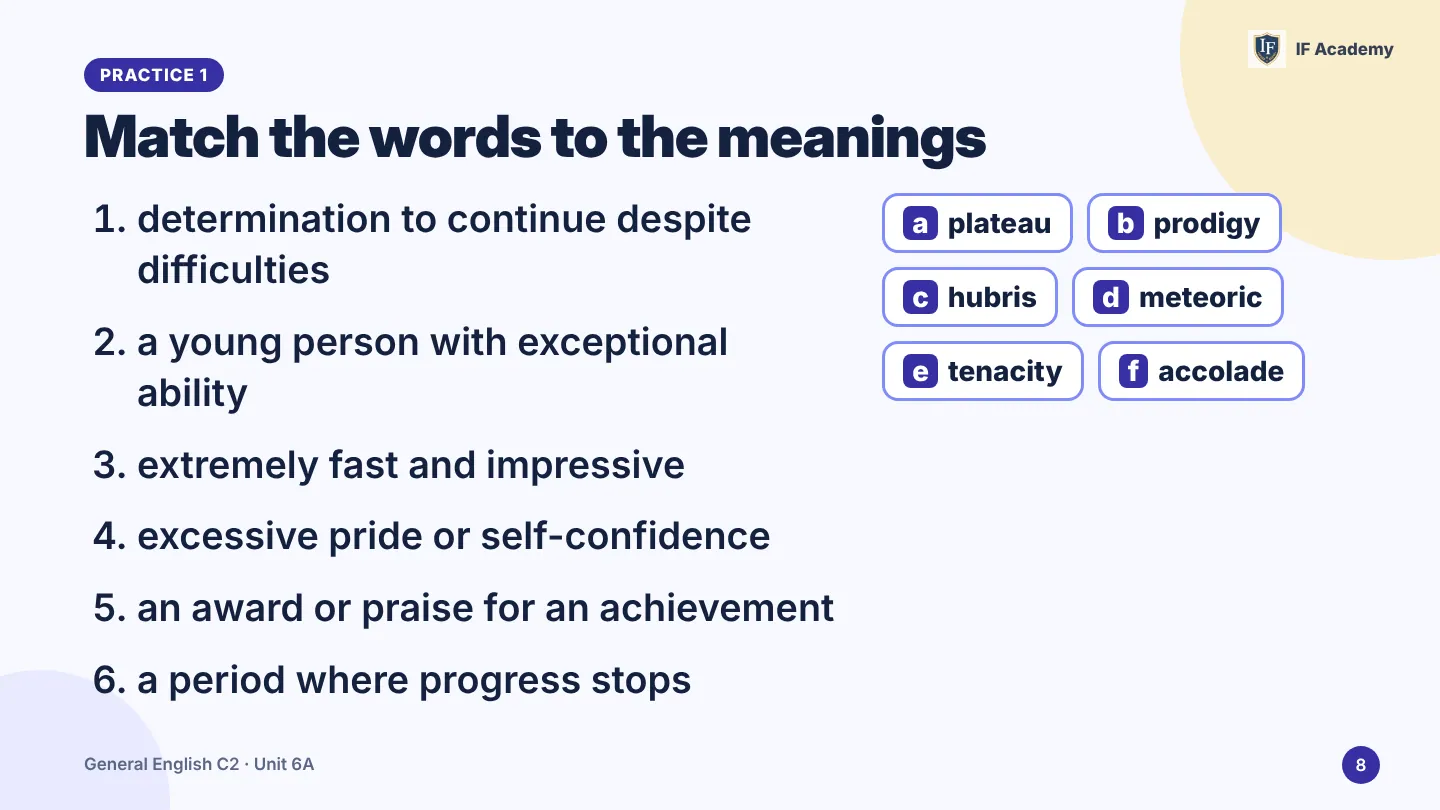 IF IF Academy
PRACTICE 1
Match the words to the meanings
1. determination to continue despite
difficulties
2. a young person with exceptional
ability
3. extremely fast and impressive
4. excessive pride or self-confidence
5. an award or praise for an achievement
6. a period where progress stops
a plateau b prodigy
c hubris d meteoric
e tenacity f accolade
General English C2 · Unit 6A
8